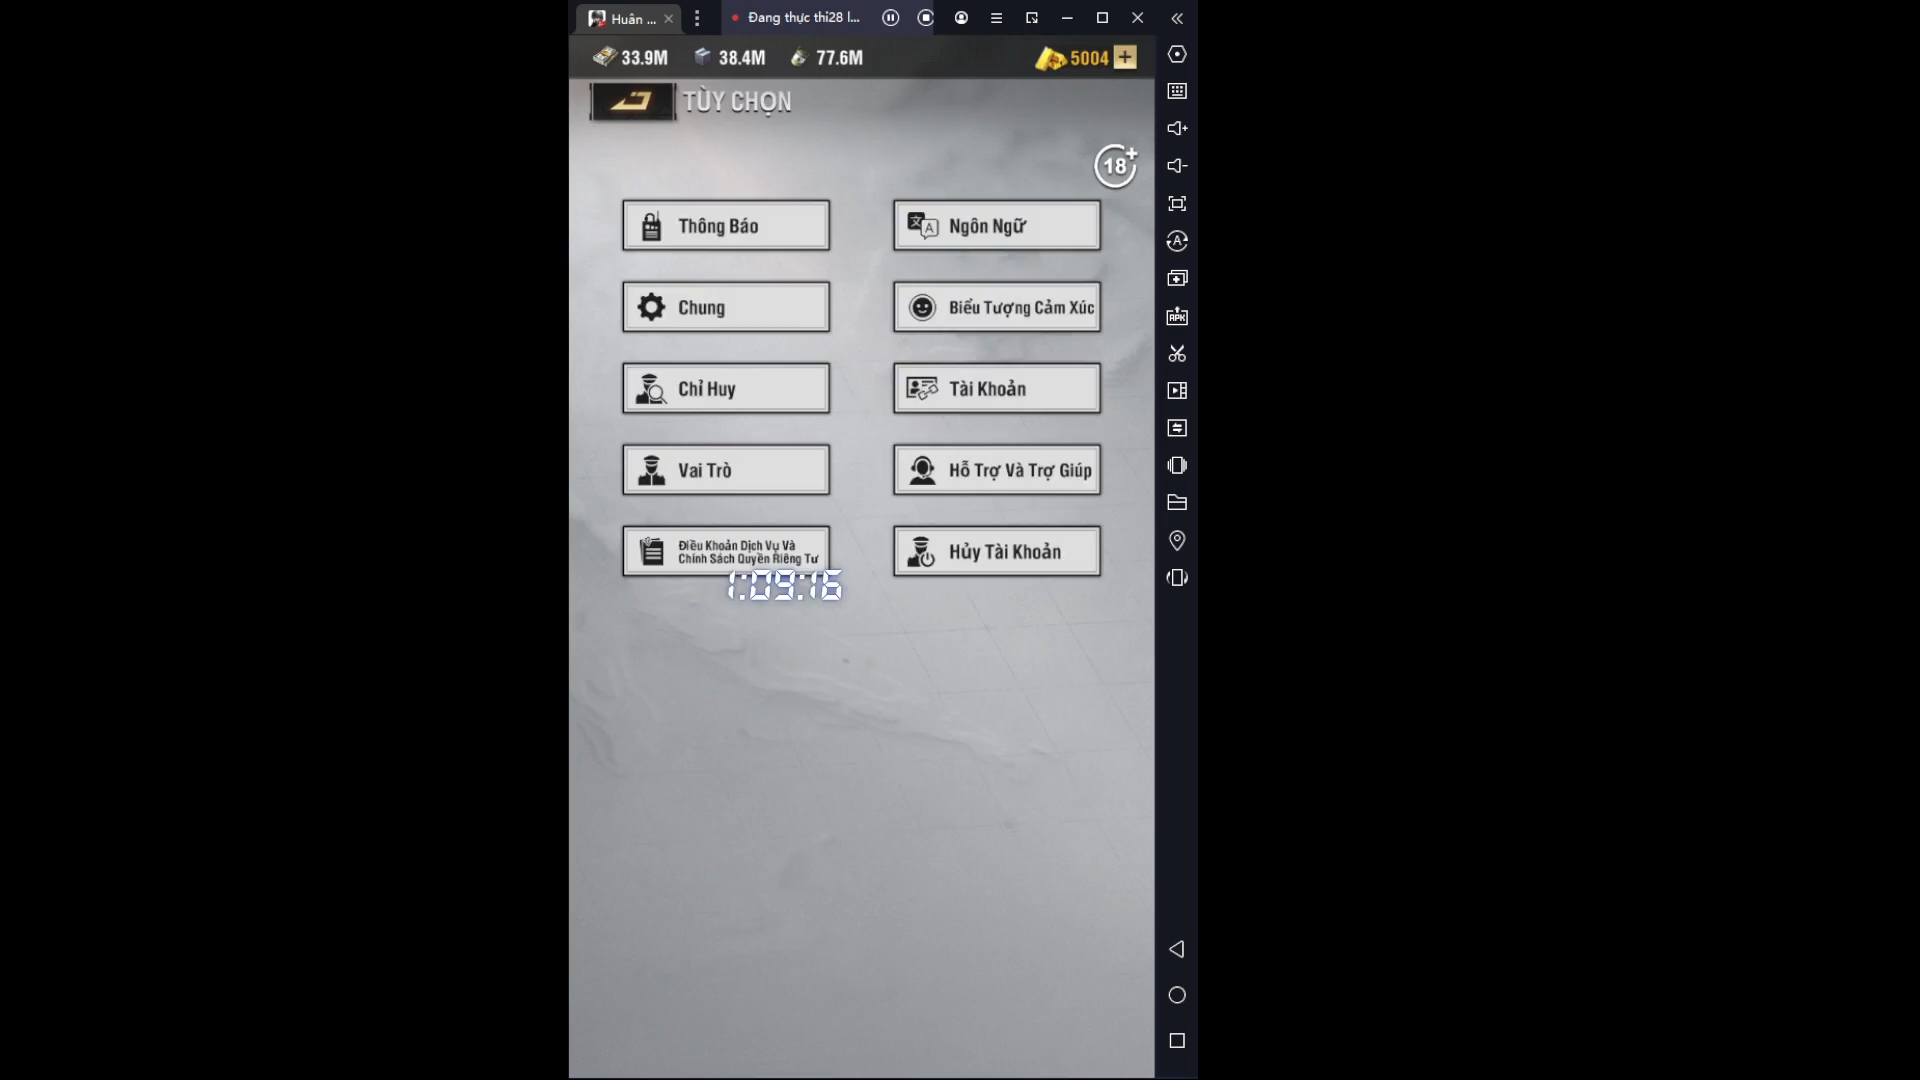 Huân ...
Đang thực thi28 l...
33.9M
38.4M
77.6M
5004
TÙY CHỌN
18+
Thông Báo
Ngôn Ngữ
Chung
Biểu Tượng Cảm Xúc
Chỉ Huy
Tài Khoản
Vai Trò
Hỗ Trợ Và Trợ Giúp
Điều Khoản Dịch Vụ Và
Chính Sách Quyền Riêng Tư
Hủy Tài Khoản
1:09:16
A
APK